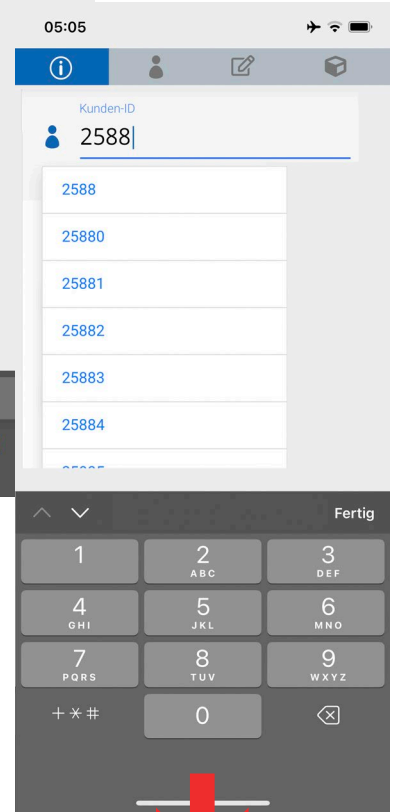 05:05
Kunden-ID
2588
2588
25880
25881
25882
25883
25884
Fertig
1
2
ABC
3
DEF
4
GHI
5
JKL
6
MNO
7
PQRS
8
TUV
9
WXYZ
+*#
0